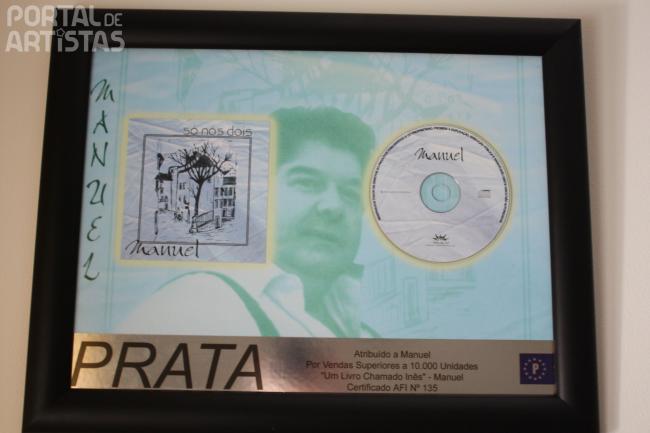 PORTAL DE
ARTISTAS
MANUEL
só nós dois
Manuel
Manuel
PRATA
Atribuído a Manuel
Por Vendas Superiores a 10.000 Unidades
"Um Livro Chamado Inês" - Manuel
Certificado AFI Nº 135
P